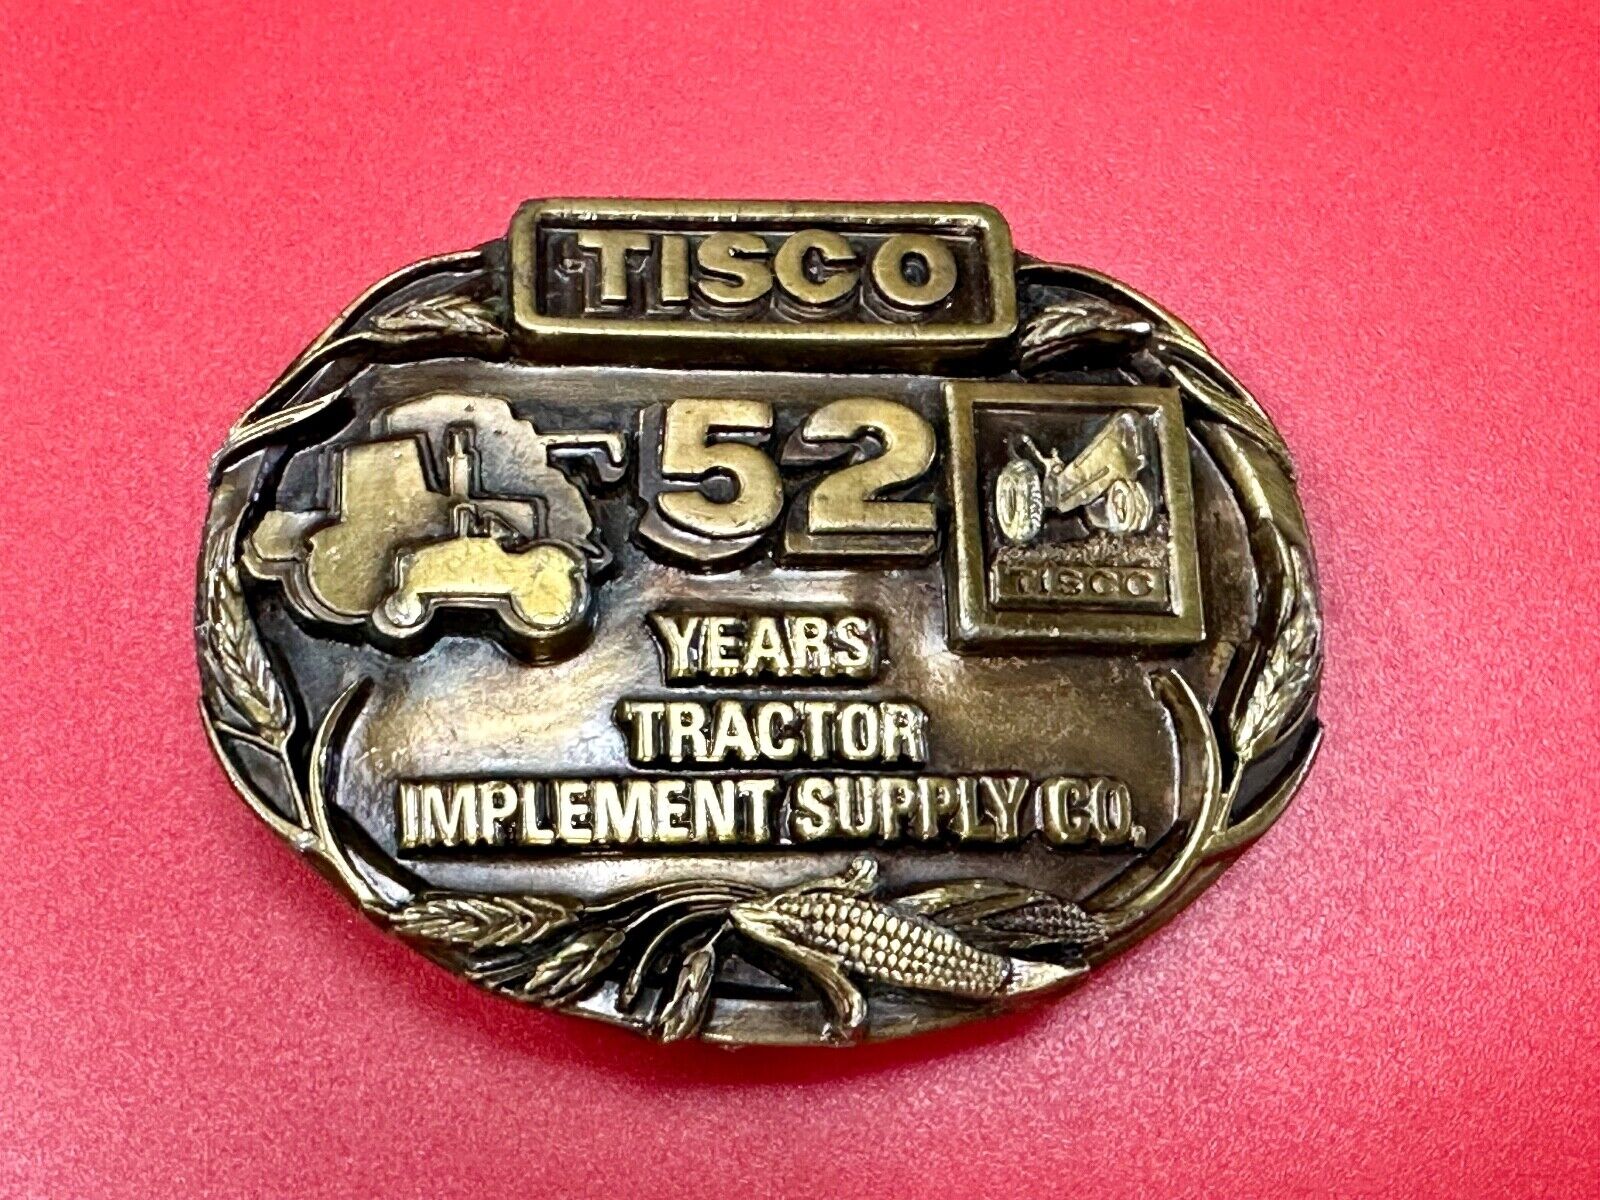 TISCO
52
TISCO
YEARS
TRACTOR
IMPLEMENT SUPPLY CO.